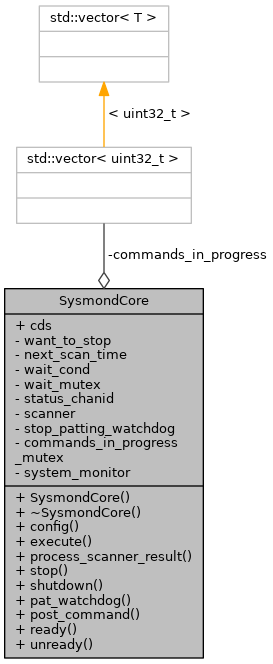 std::vector< T >
< uint32_t >
std::vector< uint32_t >
-commands_in_progress
SysmondCore
+ cds
- want_to_stop
- next_scan_time
- wait_cond
- wait_mutex
- status_chanid
- scanner
- stop_patting_watchdog
- commands_in_progress
_mutex
- system_monitor
+ SysmondCore()
+ ~SysmondCore()
+ config()
+ execute()
+ process_scanner_result()
+ stop()
+ shutdown()
+ pat_watchdog()
+ post_command()
+ ready()
+ unready()